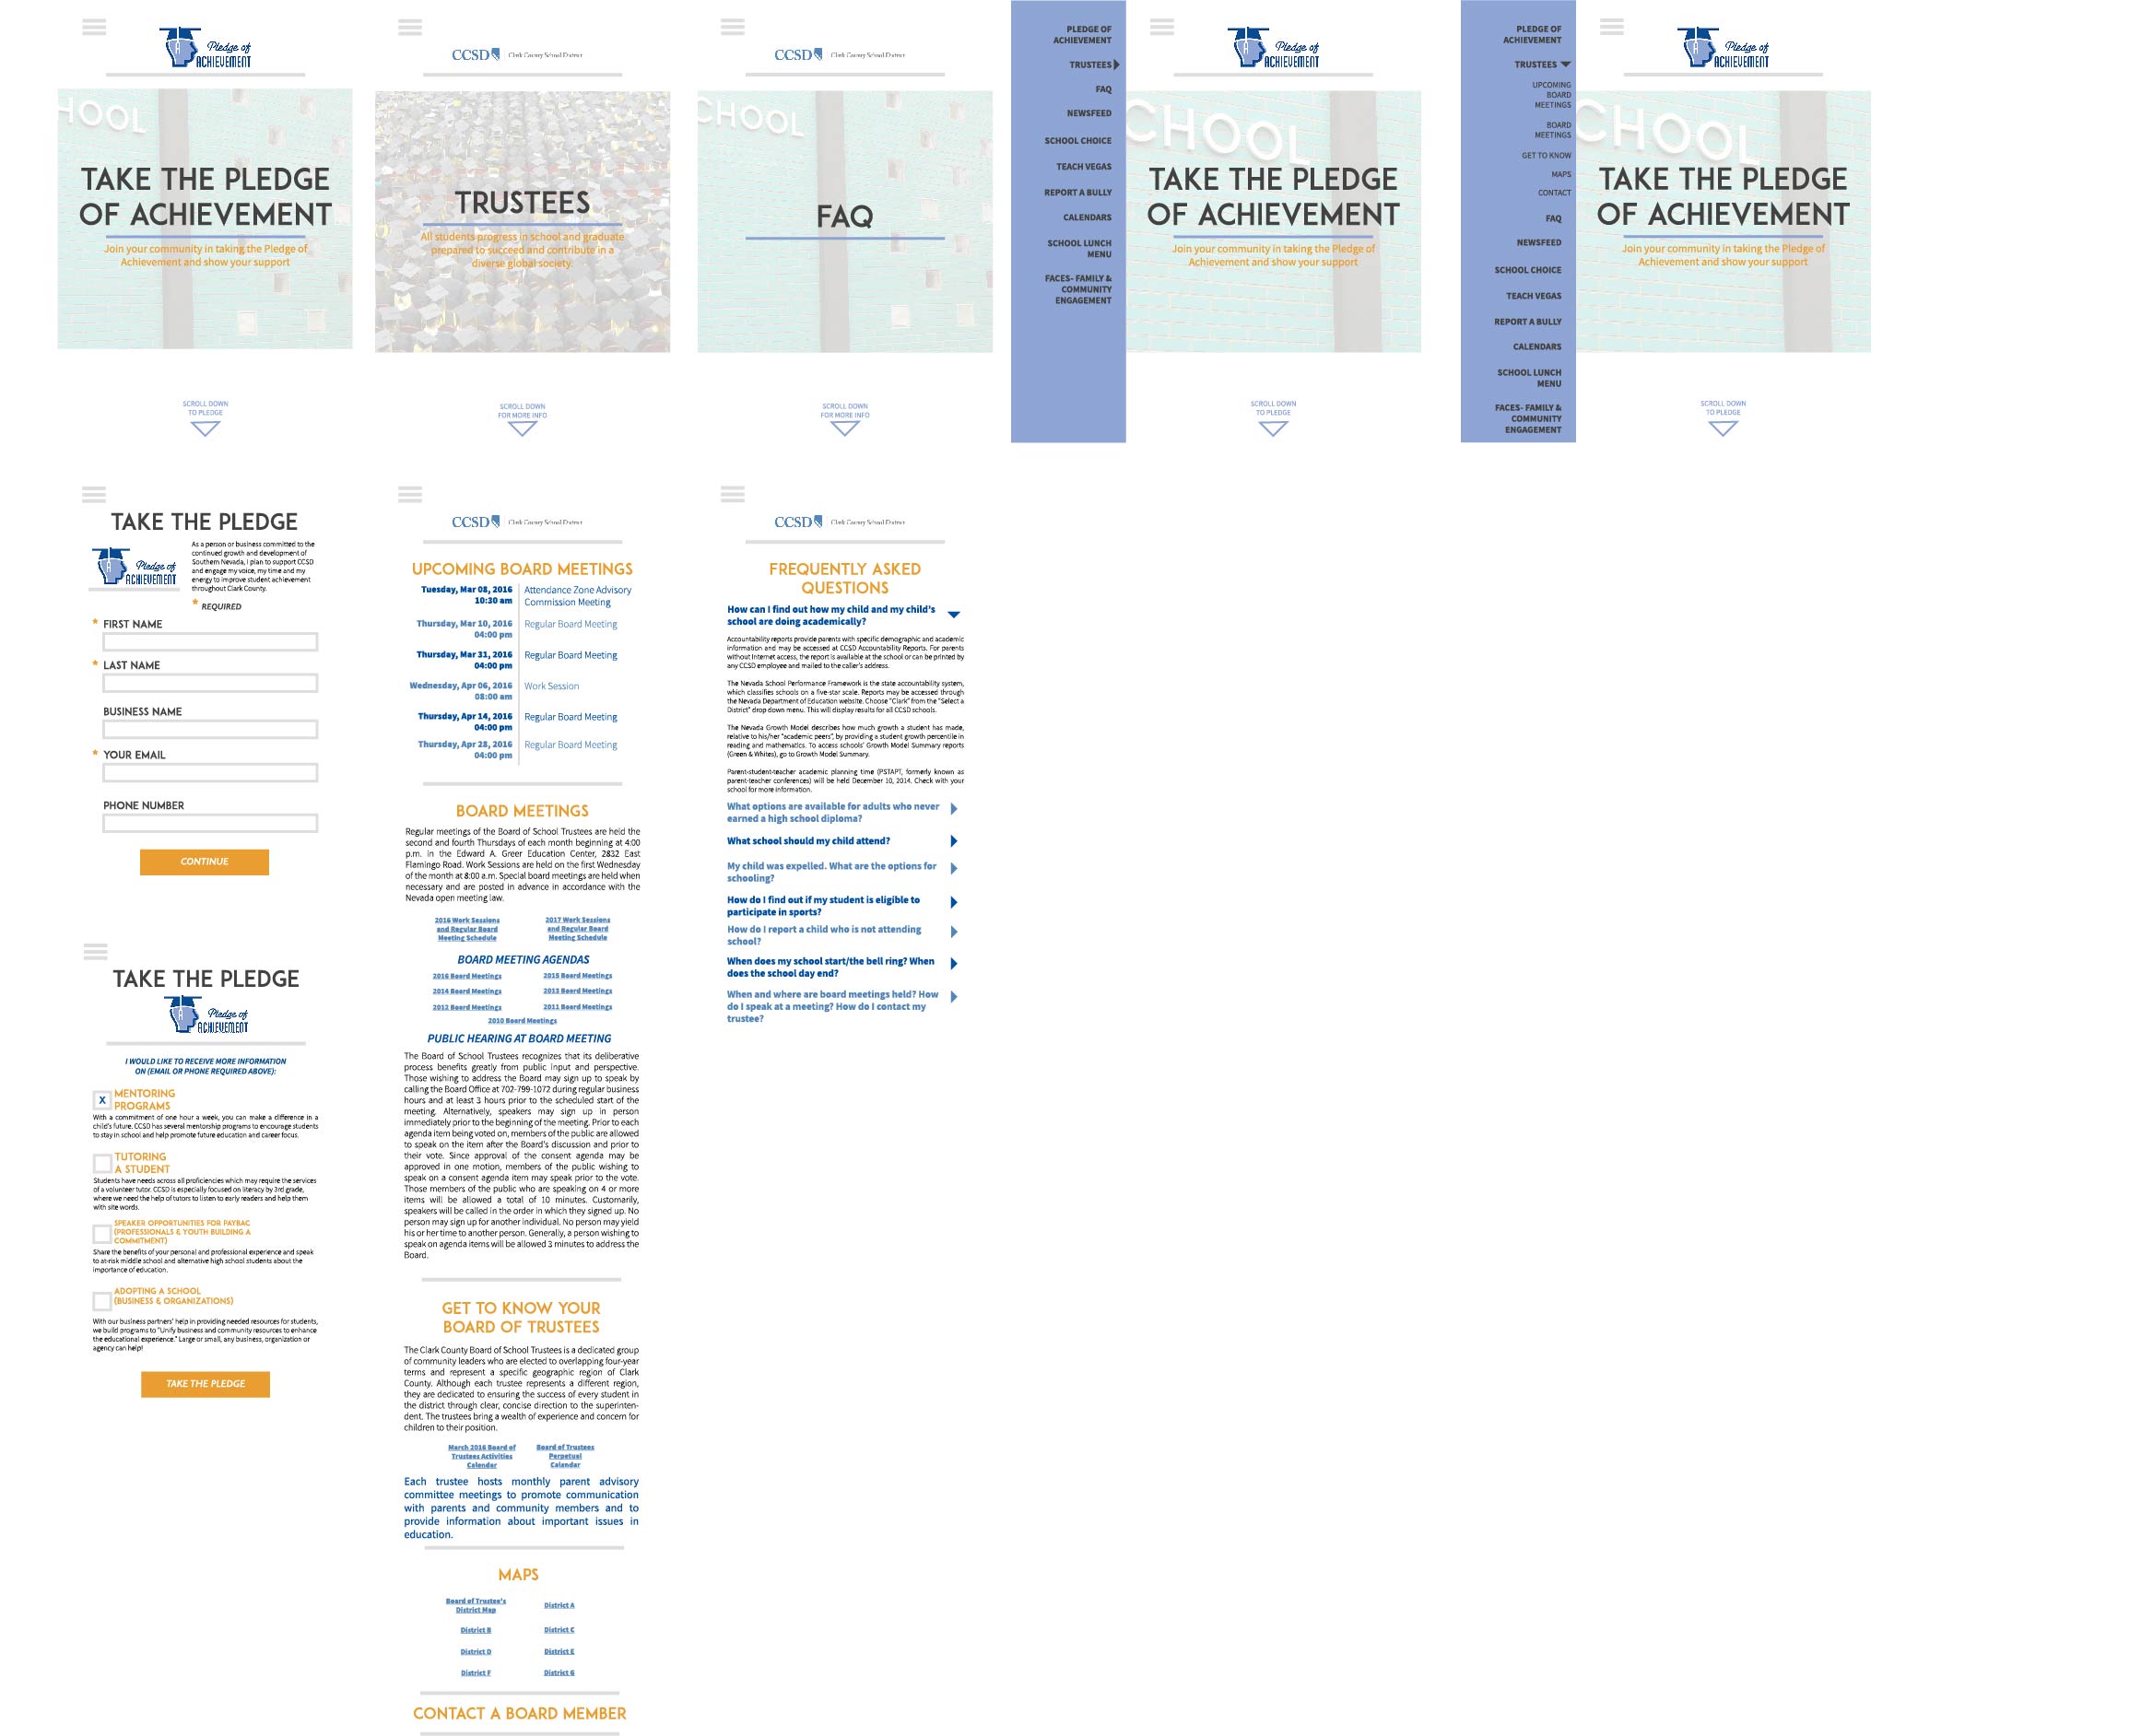 Pledge of
ACHIEVEMENT
HOOL
TAKE THE PLEDGE
OF ACHIEVEMENT
Join your community in taking the Pledge of
Achievement and show your support
SCROLL DOWN
TO PLEDGE
CCSD
Clark County School District
TRUSTEES
All students progress in school and graduate
prepared to succeed and contribute in a
diverse global society.
SCROLL DOWN
FOR MORE INFO
CCSD
Clark County School District
CHOOL
FAQ
SCROLL DOWN
FOR MORE INFO
PLEDGE OF
ACHIEVEMENT
TRUSTEES
FAQ
NEWSFEED
SCHOOL CHOICE
TEACH VEGAS
REPORT A BULLY
CALENDARS
SCHOOL LUNCH
MENU
FACES- FAMILY &
COMMUNITY
ENGAGEMENT
Pledge of
ACHIEVEMENT
CHOOL
TAKE THE PLEDGE
OF ACHIEVEMENT
Join your community in taking the Pledge of
Achievement and show your support
SCROLL DOWN
TO PLEDGE
PLEDGE OF
ACHIEVEMENT
TRUSTEES
UPCOMING
BOARD
MEETINGS
BOARD
MEETINGS
GET TO KNOW
MAPS
CONTACT
FAQ
NEWSFEED
SCHOOL CHOICE
TEACH VEGAS
REPORT A BULLY
CALENDARS
SCHOOL LUNCH
MENU
FACES- FAMILY &
COMMUNITY
ENGAGEMENT
Pledge of
ACHIEVEMENT
CHOOL
TAKE THE PLEDGE
OF ACHIEVEMENT
Join your community in taking the Pledge of
Achievement and show your support
SCROLL DOWN
TO PLEDGE
TAKE THE PLEDGE
Pledge of
ACHIEVEMENT
As a person or business committed to the
continued growth and development of
Southern Nevada, I plan to support CCSD
and engage my voice, my time and my
energy to improve student achievement
throughout Clark County.
* REQUIRED
* FIRST NAME
* LAST NAME
BUSINESS NAME
* YOUR EMAIL
PHONE NUMBER
CONTINUE
TAKE THE PLEDGE
Pledge of
ACHIEVEMENT
I WOULD LIKE TO RECEIVE MORE INFORMATION
ON (EMAIL OR PHONE REQUIRED ABOVE):
X MENTORING
PROGRAMS
With a commitment of one hour a week, you can make a difference in a
child's future. CCSD has several mentorship programs to encourage students
to stay in school and help promote future education and career focus.
TUTORING
A STUDENT
Students have needs across all proficiencies which may require the services
of a volunteer tutor. CCSD is especially focused on literacy by 3rd grade,
where we need the help of tutors to listen to early readers and help them
with site words.
SPEAKER OPPORTUNITIES FOR PAYBAC
(PROFESSIONALS & YOUTH BUILDING A
COMMITMENT)
Share the benefits of your personal and professional experience and speak
to at-risk middle school and alternative high school students about the
importance of education.
ADOPTING A SCHOOL
(BUSINESS & ORGANIZATIONS)
With our business partners' help in providing needed resources for students,
we build programs to "Unify business and community resources to enhance
the educational experience." Large or small, any business, organization or
agency can help!
TAKE THE PLEDGE
CCSD
Clark County School District
UPCOMING BOARD MEETINGS
Tuesday, Mar 08, 2016
10:30 am
Attendance Zone Advisory
Commission Meeting
Thursday, Mar 10, 2016
04:00 pm
Regular Board Meeting
Thursday, Mar 31, 2016
04:00 pm
Regular Board Meeting
Wednesday, Apr 06, 2016
08:00 am
Work Session
Thursday, Apr 14, 2016
04:00 pm
Regular Board Meeting
Thursday, Apr 28, 2016
04:00 pm
Regular Board Meeting
BOARD MEETINGS
Regular meetings of the Board of School Trustees are held the
second and fourth Thursdays of each month beginning at 4:00
p.m. in the Edward A. Greer Education Center, 2832 East
Flamingo Road. Work Sessions are held on the first Wednesday
of the month at 8:00 a.m. Special board meetings are held when
necessary and are posted in advance in accordance with the
Nevada open meeting law.
2016 Work Sessions
and Regular Board
Meeting Schedule
2017 Work Sessions
and Regular Board
Meeting Schedule
BOARD MEETING AGENDAS
2016 Board Meetings
2015 Board Meetings
2014 Board Meetings
2013 Board Meetings
2012 Board Meetings
2011 Board Meetings
2010 Board Meetings
PUBLIC HEARING AT BOARD MEETING
The Board of School Trustees recognizes that its deliberative
process benefits greatly from public input and perspective.
Those wishing to address the Board may sign up to speak by
calling the Board Office at 702-799-1072 during regular business
hours and at least 3 hours prior to the scheduled start of the
meeting. Alternatively, speakers may sign up in person
immediately prior to the beginning of the meeting. Prior to each
agenda item being voted on, members of the public are allowed
to speak on the item after the Board's discussion and prior to
their vote. Since approval of the consent agenda may be
approved in one motion, members of the public wishing to
speak on a consent agenda item may speak prior to the vote.
Those members of the public who are speaking on 4 or more
items will be allowed a total of 10 minutes. Customarily,
speakers will be called in the order in which they signed up. No
person may sign up for another individual. No person may yield
his or her time to another person. Generally, a person wishing to
speak on agenda items will be allowed 3 minutes to address the
Board.
GET TO KNOW YOUR
BOARD OF TRUSTEES
The Clark County Board of School Trustees is a dedicated group
of community leaders who are elected to overlapping four-year
terms and represent a specific geographic region of Clark
County. Although each trustee represents a different region,
they are dedicated to ensuring the success of every student in
the district through clear, concise direction to the superinten-
dent. The trustees bring a wealth of experience and concern for
children to their position.
March 2016 Board of
Trustees Activities
Calendar
Board of Trustees
Perpetual
Calendar
Each trustee hosts monthly parent advisory
committee meetings to promote communication
with parents and community members and to
provide information about important issues in
education.
MAPS
Board of Trustee's
District Map
District A
District B
District C
District D
District E
District F
District G
CONTACT A BOARD MEMBER
CCSD
Clark County School District
FREQUENTLY ASKED
QUESTIONS
How can I find out how my child and my child's
school are doing academically?
Accountability reports provide parents with specific demographic and academic
information and may be accessed at CCSD Accountability Reports. For parents
without Internet access, the report is available at the school or can be printed by
any CCSD employee and mailed to the caller's address.
The Nevada School Performance Framework is the state accountability system,
which classifies schools on a five-star scale. Reports may be accessed through
the Nevada Department of Education website. Choose "Clark" from the "Select a
District" drop down menu. This will display results for all CCSD schools.
The Nevada Growth Model describes how much growth a student has made,
relative to his/her "academic peers", by providing a student growth percentile in
reading and mathematics. To access schools' Growth Model Summary reports
(Green & Whites), go to Growth Model Summary.
Parent-student-teacher academic planning time (PSTAPT, formerly known as
parent-teacher conferences) will be held December 10, 2014. Check with your
school for more information.
What options are available for adults who never
earned a high school diploma?
What school should my child attend?
My child was expelled. What are the options for
schooling?
How do I find out if my student is eligible to
participate in sports?
How do I report a child who is not attending
school?
When does my school start/the bell ring? When
does the school day end?
When and where are board meetings held? How
do I speak at a meeting? How do I contact my
trustee?